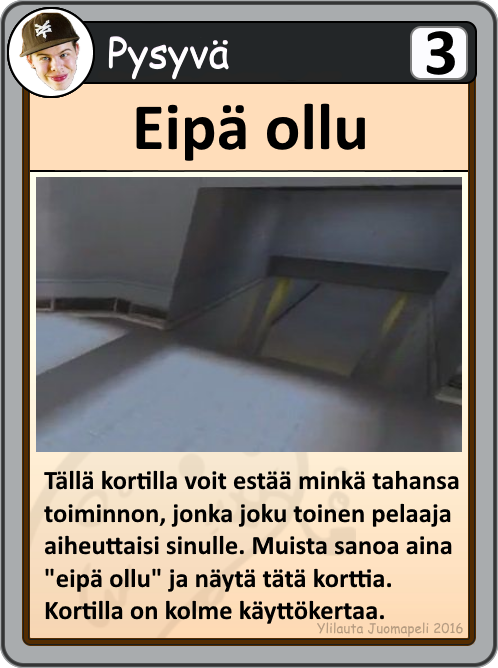 Pysyvä
3
Eipä ollu
Tällä kortilla voit estää minkä tahansa
toiminnon, jonka joku toinen pelaaja
aiheuttaisi sinulle. Muista sanoa aina
"eipä ollu" ja näytä tätä korttia.
Kortilla on kolme käyttökertaa.
Ylilauta Juomapeli 2016